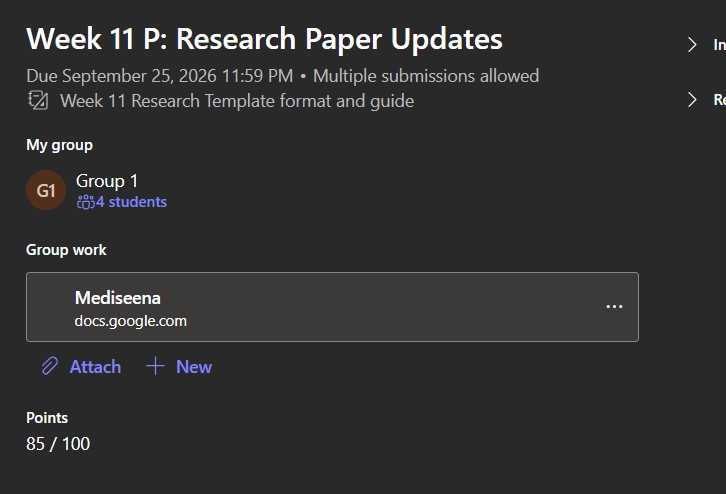 Week 11 P: Research Paper Updates
Due September 25, 2026 11:59 PM • Multiple submissions allowed
Week 11 Research Template format and guide
My group
G1
Group 1
4 students
Group work
Mediseena
docs.google.com
Attach
New
Points
85 / 100
In
Re